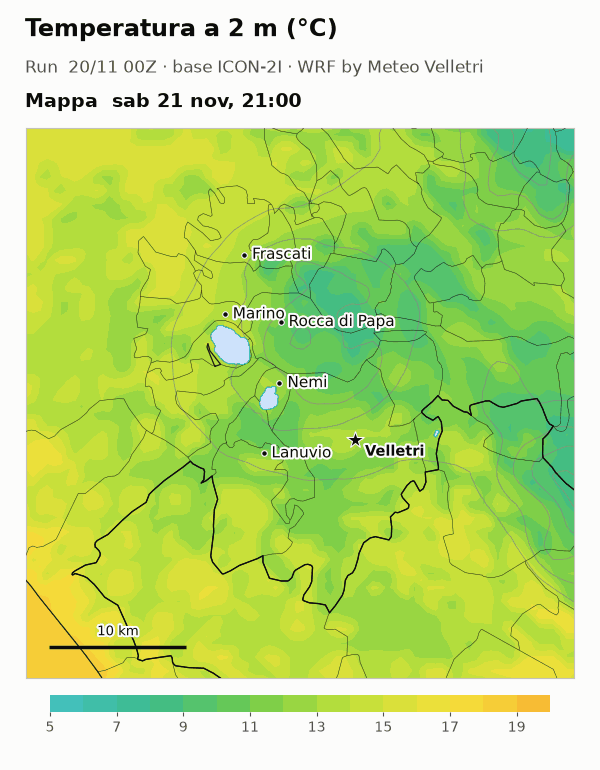 Temperatura a 2 m (°C)
Run  20/11 00Z · base ICON-2I · WRF by Meteo Velletri
Mappa  sab 21 nov, 21:00
Frascati
Marino
Rocca di Papa
Nemi
Velletri
Lanuvio
10 km
5 7 9 11 13 15 17 19